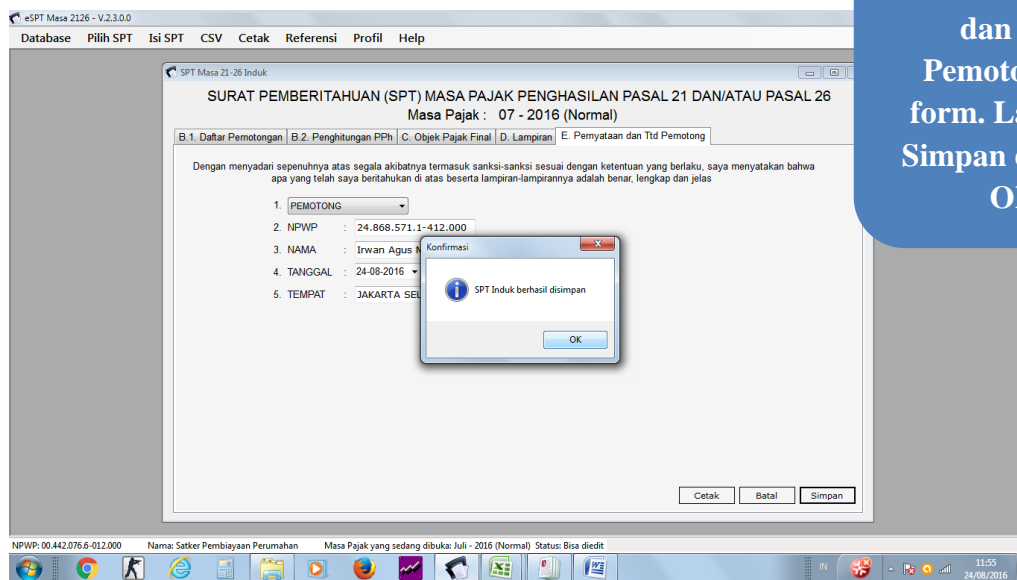 eSPT Masa 2126 - V.2.3.0.0
Database Pilih SPT Isi SPT CSV Cetak Referensi Profil Help
dan
form.
Simpan
SPT Masa 21-26 Induk
SURAT PEMBERITAHUAN (SPT) MASA PAJAK PENGHASILAN PASAL 21 DAN/ATAU PASAL 26
Masa Pajak : 07 - 2016 (Normal)
B.1. Daftar Pemotongan B.2. Penghitungan PPh C. Objek Pajak Final D. Lampiran E. Pernyataan dan Ttd Pemotong
Dengan menyadari sepenuhnya atas segala akibatnya termasuk sanksi-sanksi sesuai dengan ketentuan yang berlaku, saya menyatakan bahwa
apa yang telah saya beritahukan di atas beserta lampiran-lampirannya adalah benar, lengkap dan jelas
1. PEMOTONG
2. NPWP : 24.868.571.1-412.000
3. NAMA : Irwan Agus
4. TANGGAL : 24-08-2016
5. TEMPAT : JAKARTA
Konfirmasi
SPT Induk berhasil disimpan
OK
Cetak Batal Simpan
NPWP: 00.442.076.6-012.000 Nama: Satker Pembiayaan Perumahan Masa Pajak yang sedang dibuka: Juli - 2016 (Normal) Status: Bisa diedit
IN 11:55
24/08/2016